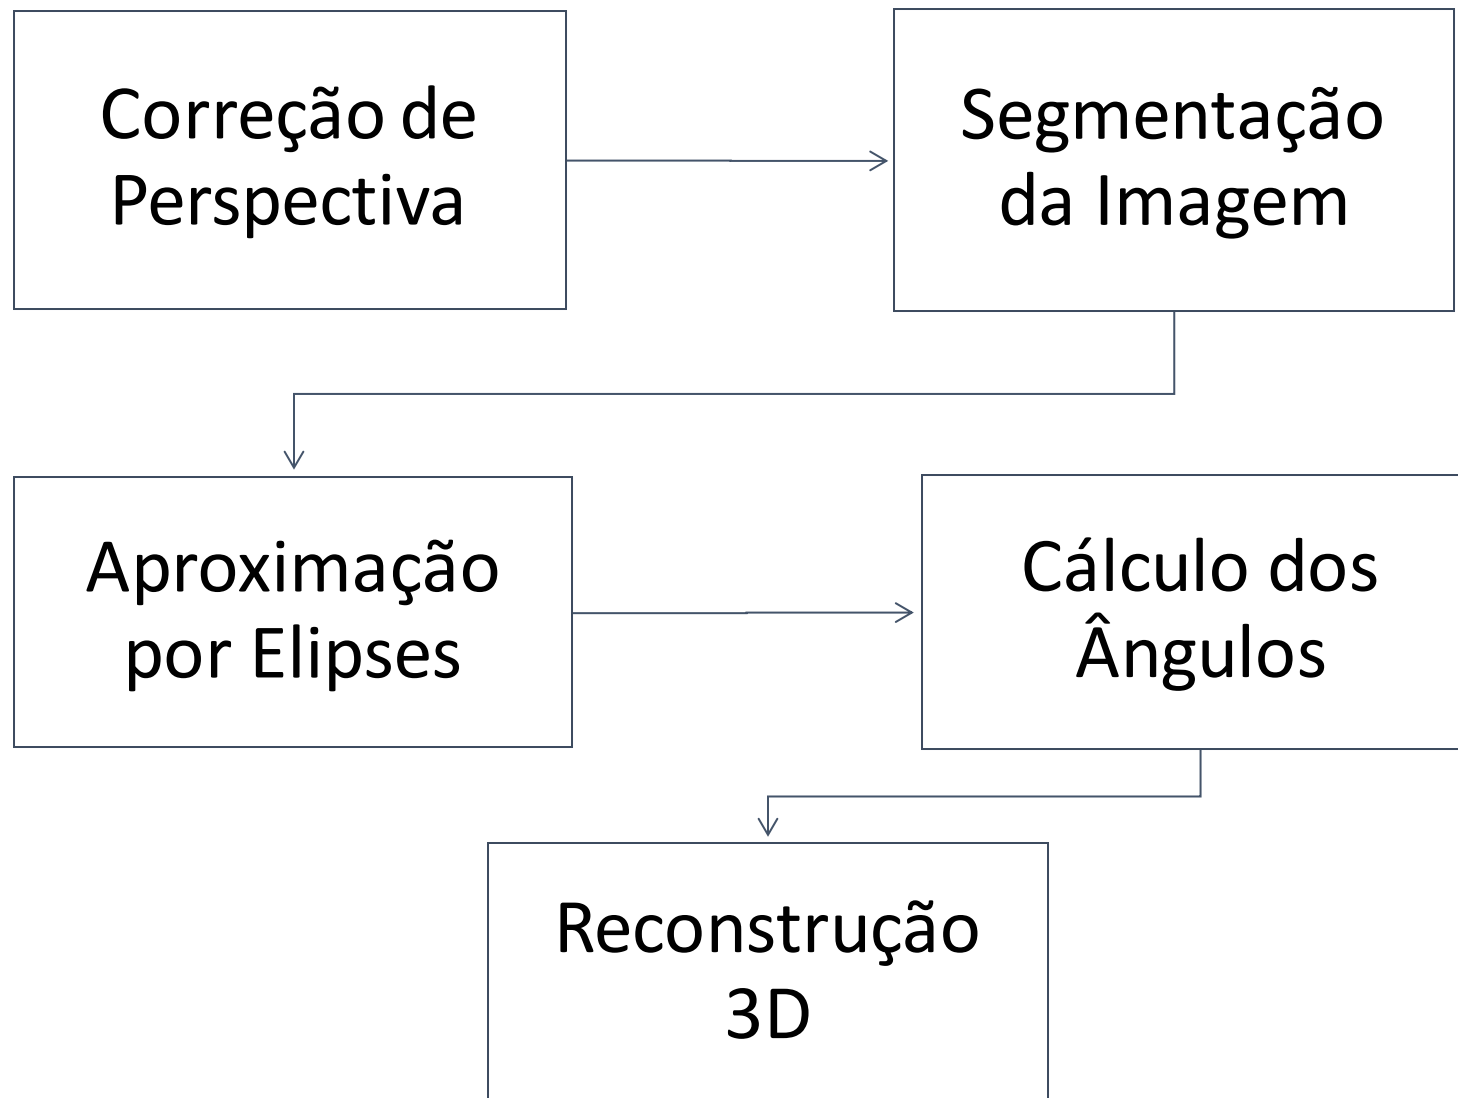 Correção de
Perspectiva
Segmentação
da Imagem
Aproximação
por Elipses
Cálculo dos
Ângulos
Reconstrução
3D